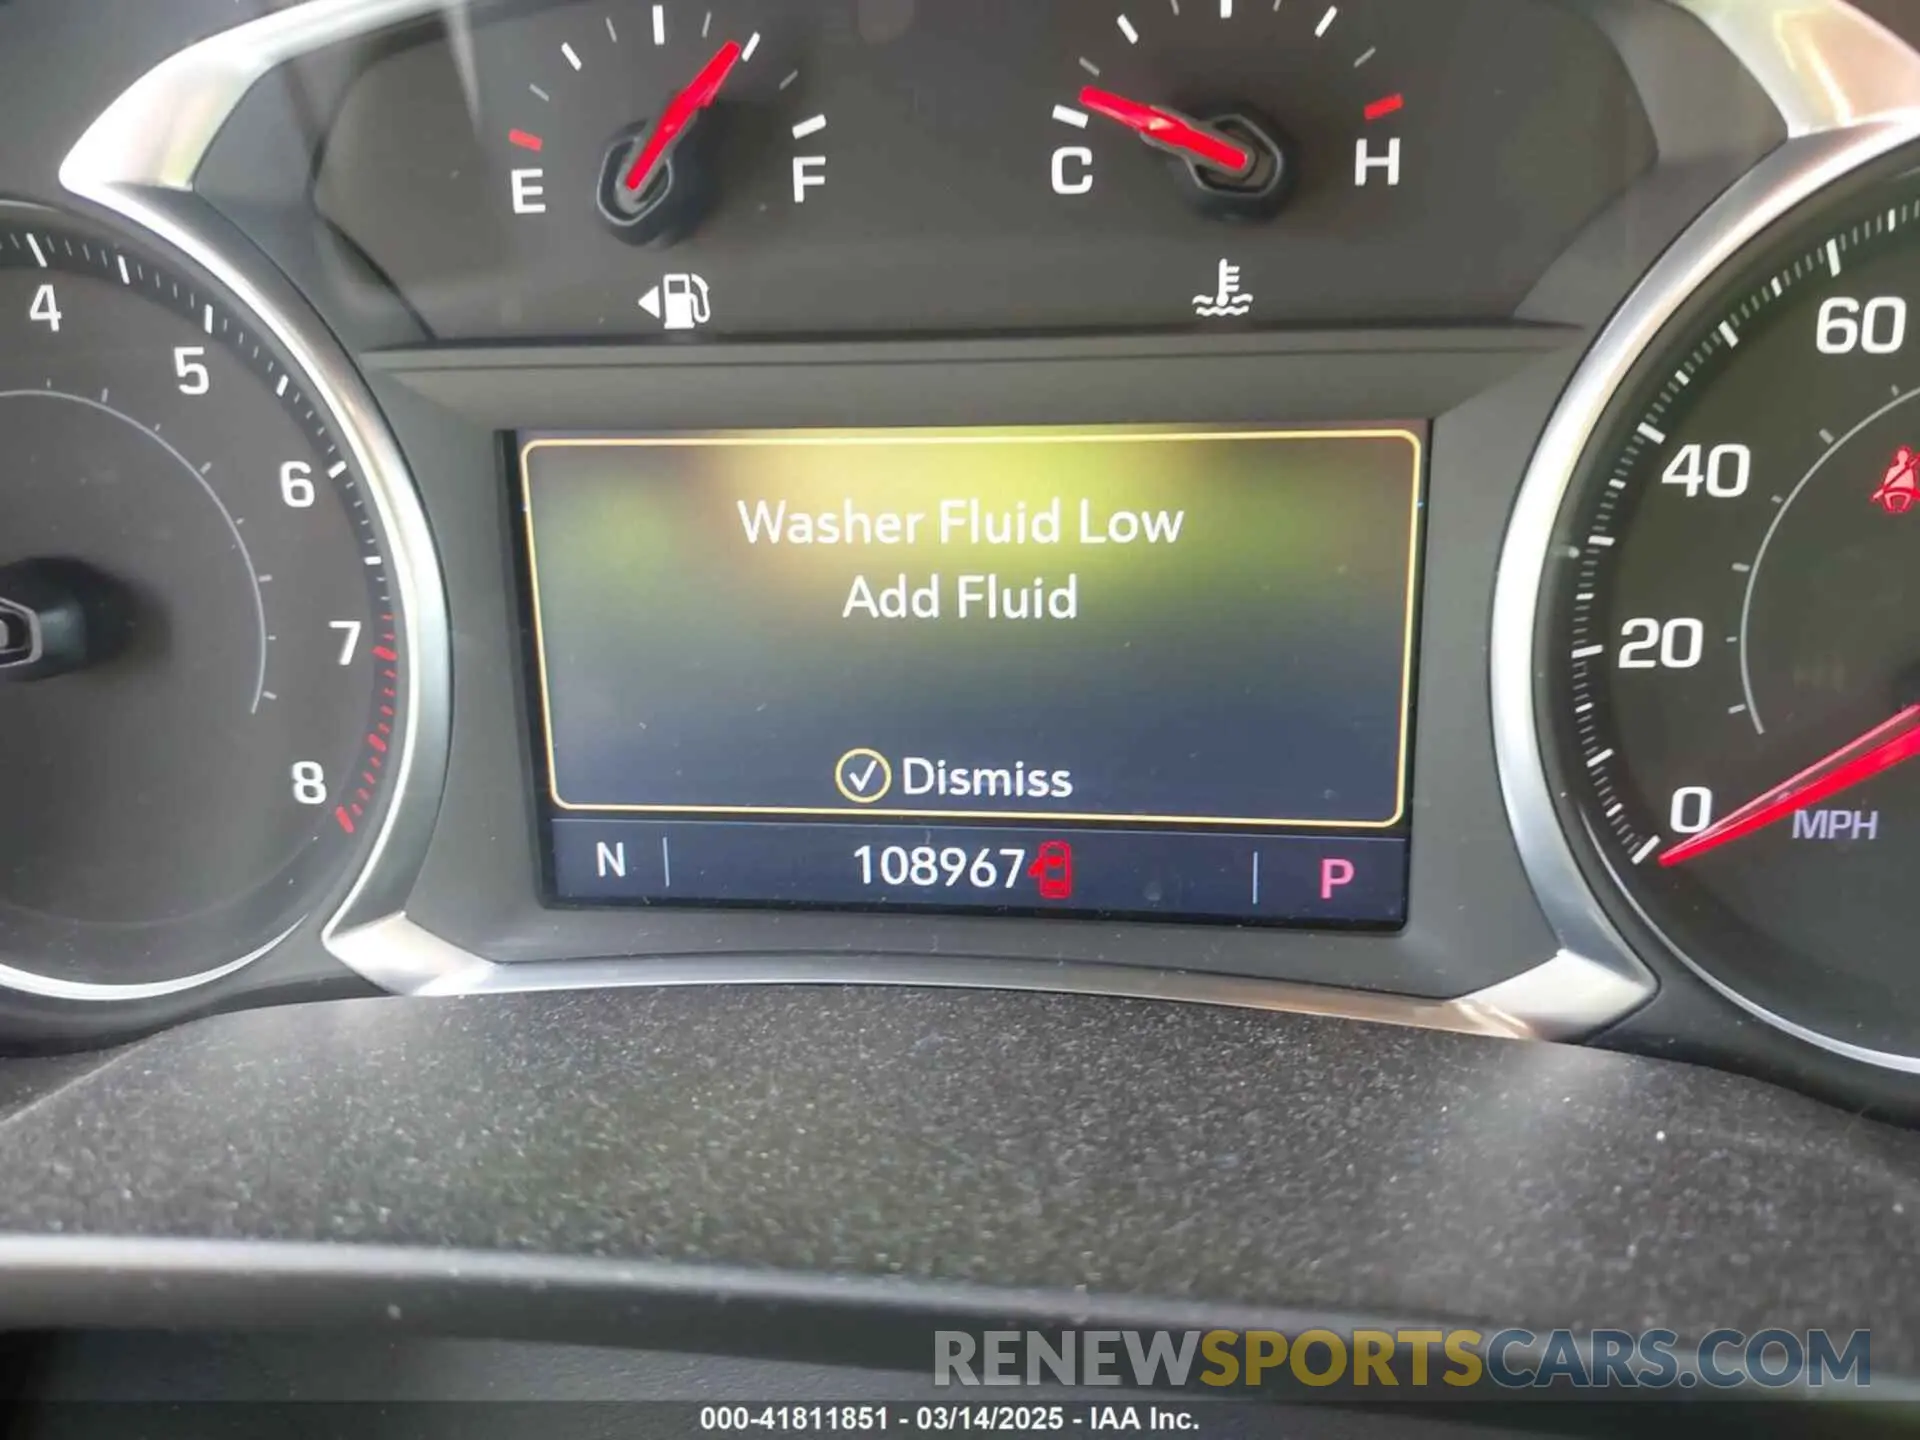 E F C H
4 5 6 7 8
60 40 20 0
MPH
Washer Fluid Low
Add Fluid
Dismiss
N 108967 P
RENEWSPORTSCARS.COM
000-41811851 - 03/14/2025 - IAA Inc.